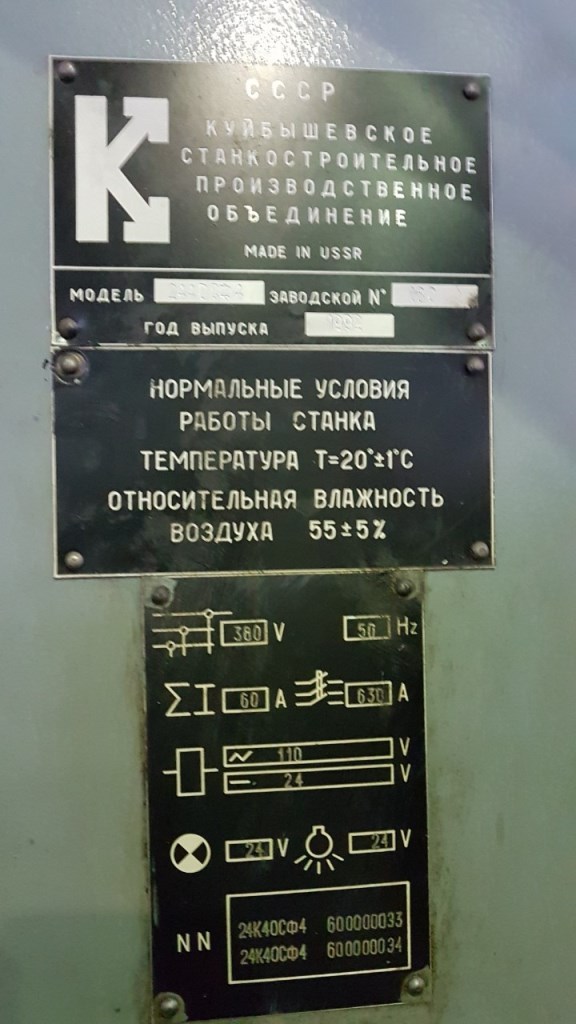 СССР
КУЙБЫШЕВСКОЕ
СТАНКОСТРОИТЕЛЬНОЕ
ПРОИЗВОДСТВЕННОЕ
ОБЪЕДИНЕНИЕ
MADE IN USSR
МОДЕЛЬ ЗАВОДСКОЙ N°
ГОД ВЫПУСКА
НОРМАЛЬНЫЕ УСЛОВИЯ
РАБОТЫ СТАНКА
ТЕМПЕРАТУРА T=20°±1°C
ОТНОСИТЕЛЬНАЯ ВЛАЖНОСТЬ
ВОЗДУХА 55±5%
380 V 50 Hz
ΣI 60 A 630 A
110 V
24 V
24 V 24 V
24К40СФ4 600000033
NN
24К40СФ4 600000034